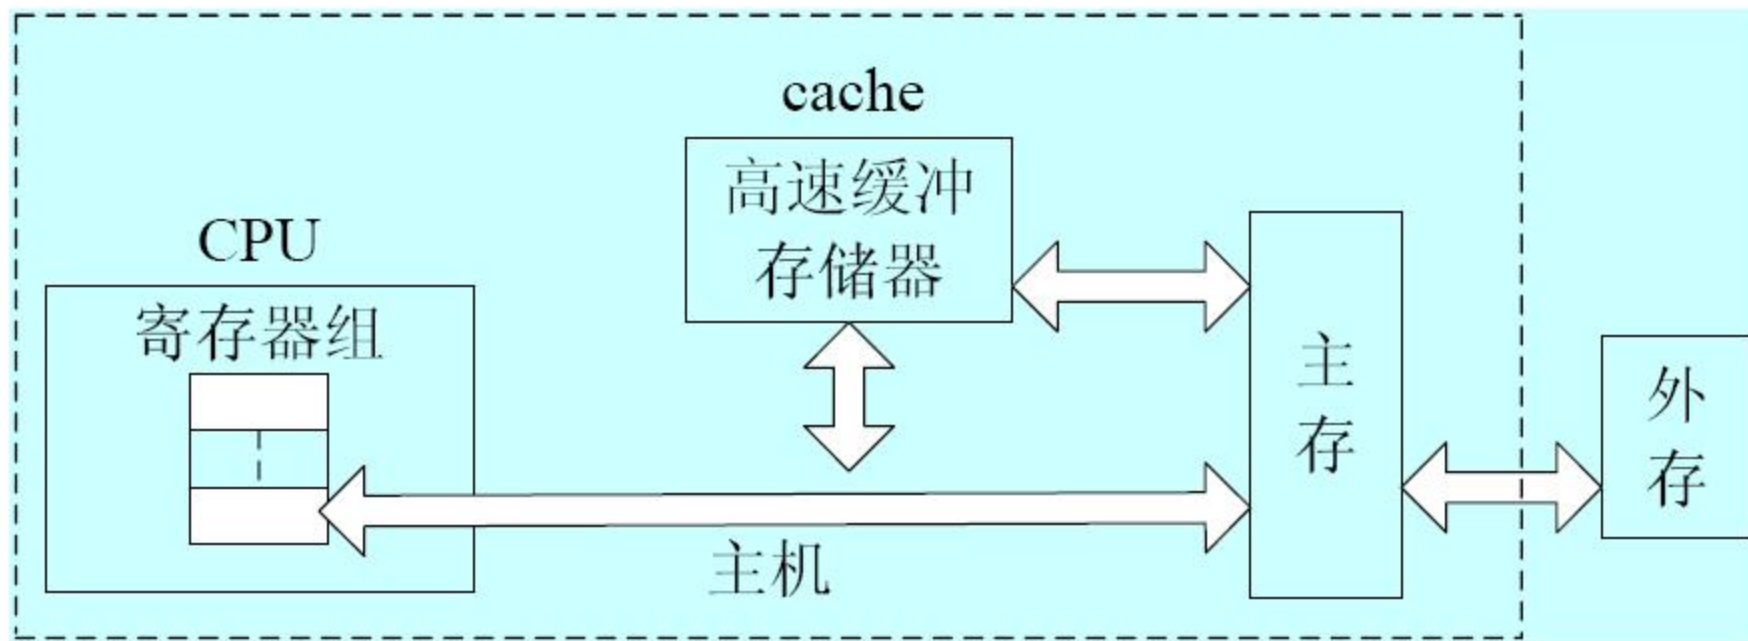 cache
高速缓冲
存储器
CPU
寄存器组
主
存
外
存
主机